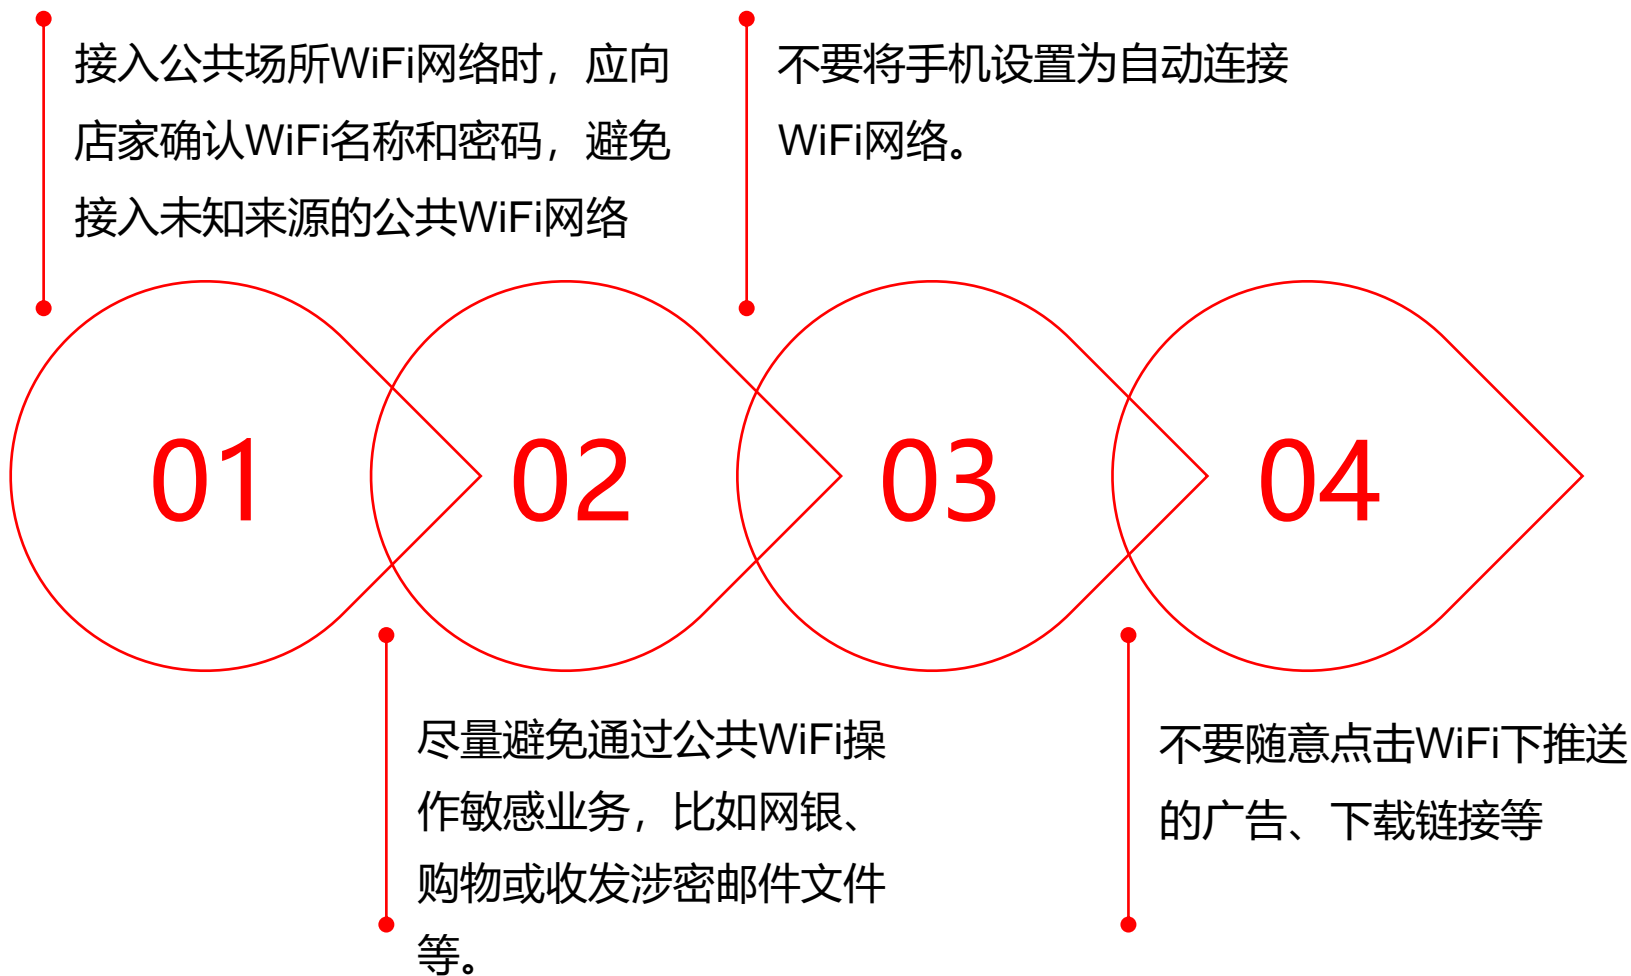 接入公共场所WiFi网络时，应向
店家确认WiFi名称和密码，避免
接入未知来源的公共WiFi网络
不要将手机设置为自动连接
WiFi网络。
01
02
03
04
尽量避免通过公共WiFi操
作敏感业务，比如网银、
购物或收发涉密邮件文件
等。
不要随意点击WiFi下推送
的广告、下载链接等